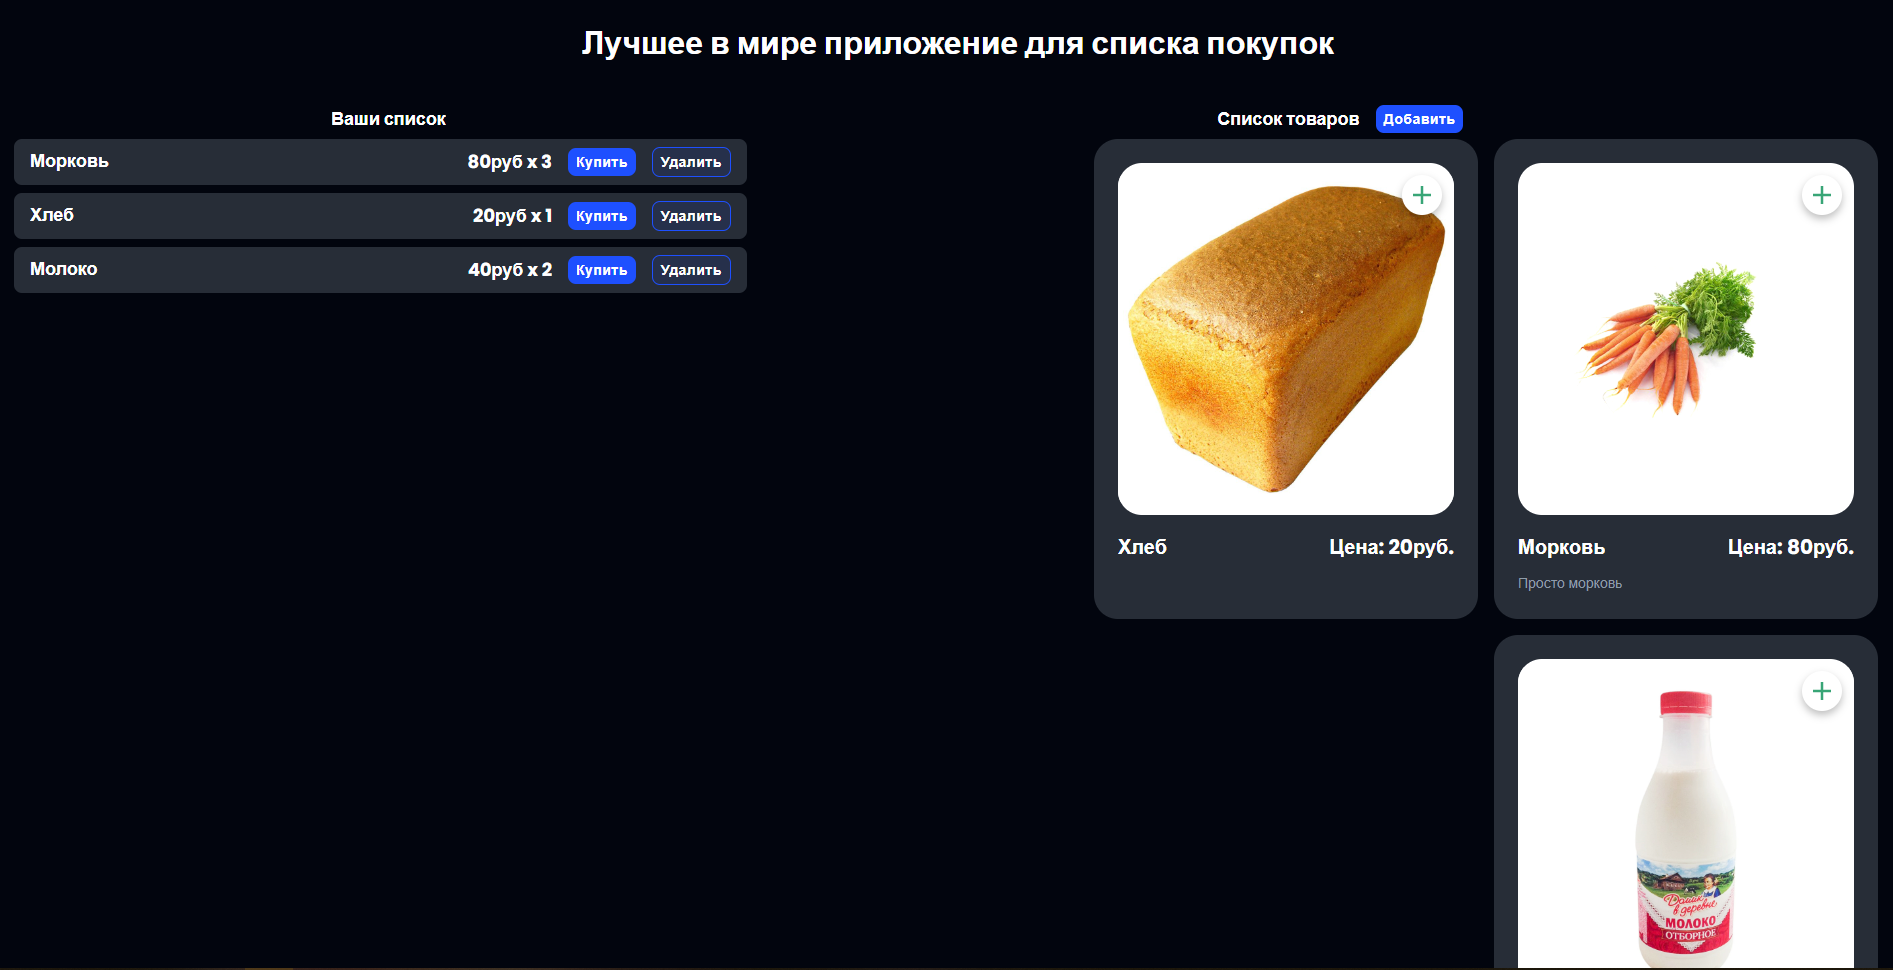 Лучшее в мире приложение для списка покупок
Ваши список
Морковь 80руб x 3 Купить Удалить
Хлеб 20руб x 1 Купить Удалить
Молоко 40руб x 2 Купить Удалить
Список товаров Добавить
Хлеб Цена: 20руб.
Морковь Цена: 80руб.
Просто морковь
Домик
в деревне
МОЛОКО
ОТБОРНОЕ